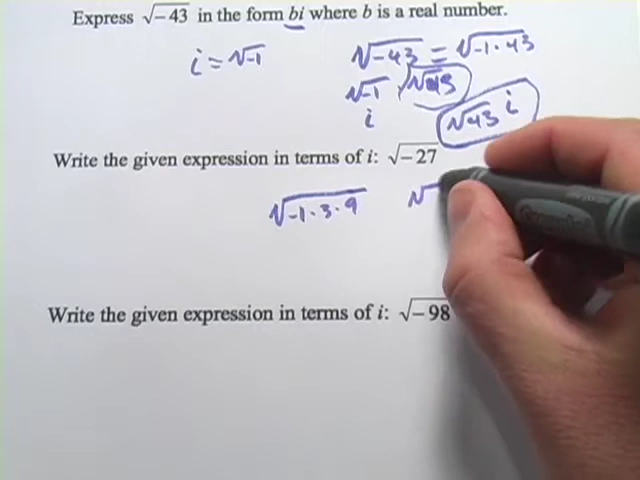 Express √-43 in the form bi where b is a real number.
i = √-1 √-43 = √-1·43
√-1 · √43
i √43 i
Write the given expression in terms of i: √-27
√-1·3·9 √
Write the given expression in terms of i: √-98